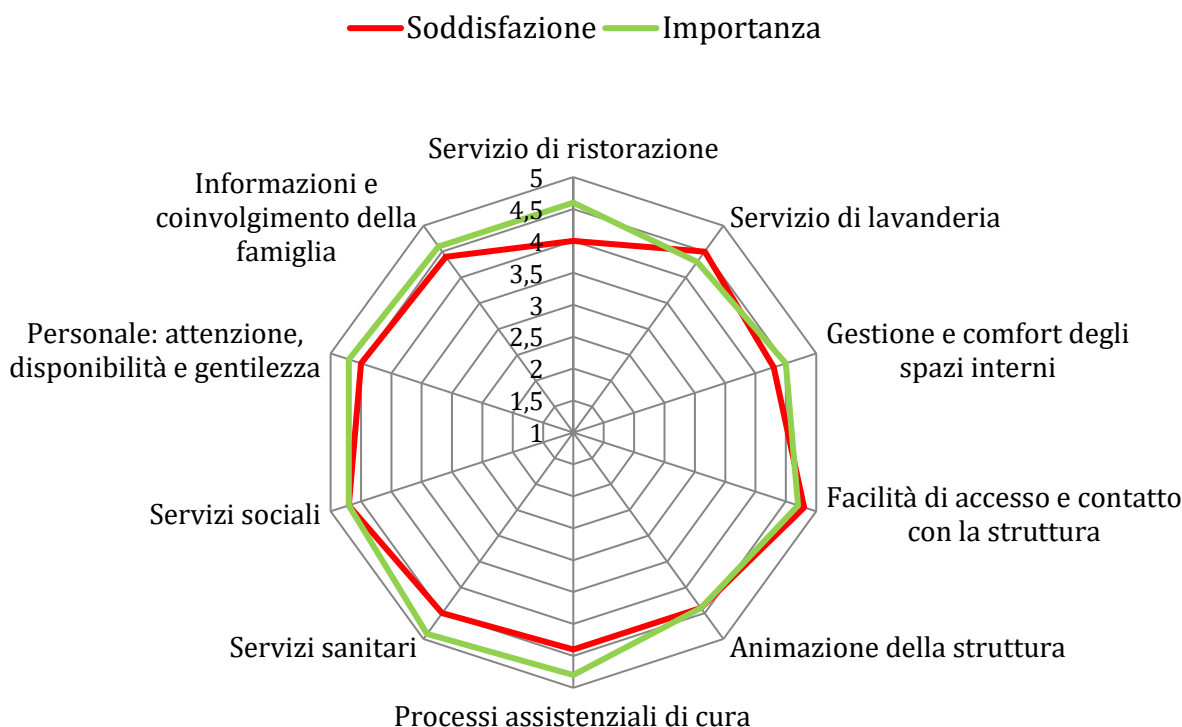 Soddisfazione Importanza
Servizio di ristorazione
Informazioni e
coinvolgimento della
famiglia
Servizio di lavanderia
Personale: attenzione,
disponibilità e gentilezza
Gestione e comfort degli
spazi interni
5
4,5
4
3,5
3
2,5
2
1,5
1
Servizi sociali
Facilità di accesso e contatto
con la struttura
Servizi sanitari
Animazione della struttura
Processi assistenziali di cura